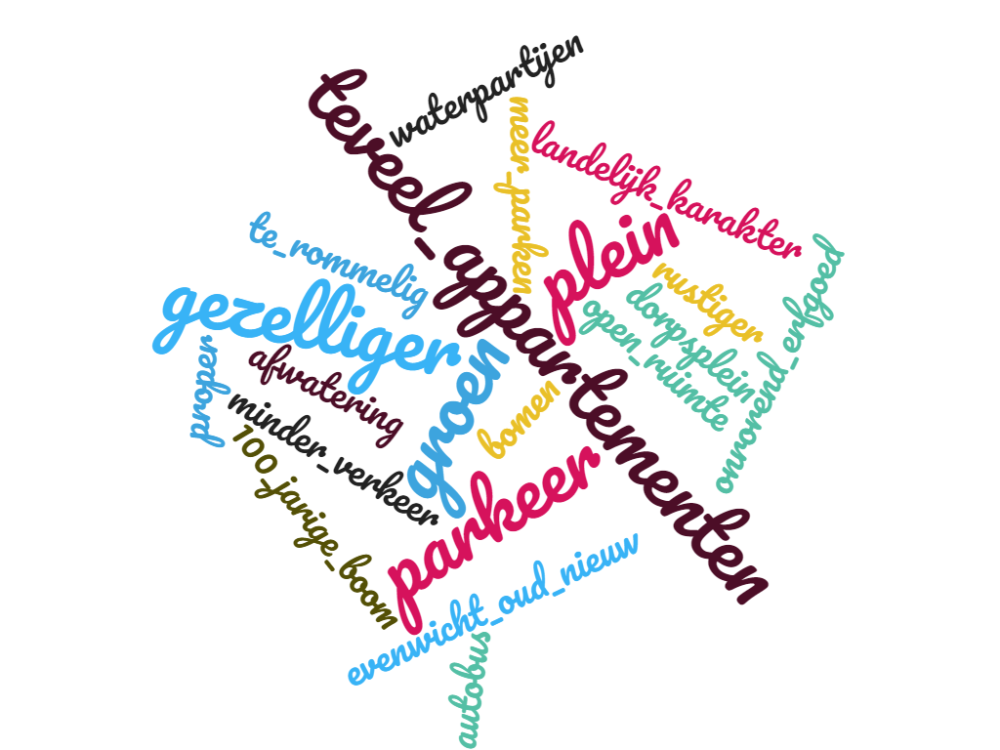 waterpartijen
teveel_appartementen
meer_parken
landelijk_karakter
plein
te_rommelig
gezelliger
rustiger
dorpsplein
open_ruimte
onrorend_erfgoed
proper
afwatering
groen
bomen
minder_verkeer
100_jarige_boom
parkeer
evenwicht_oud_nieuw
autobus